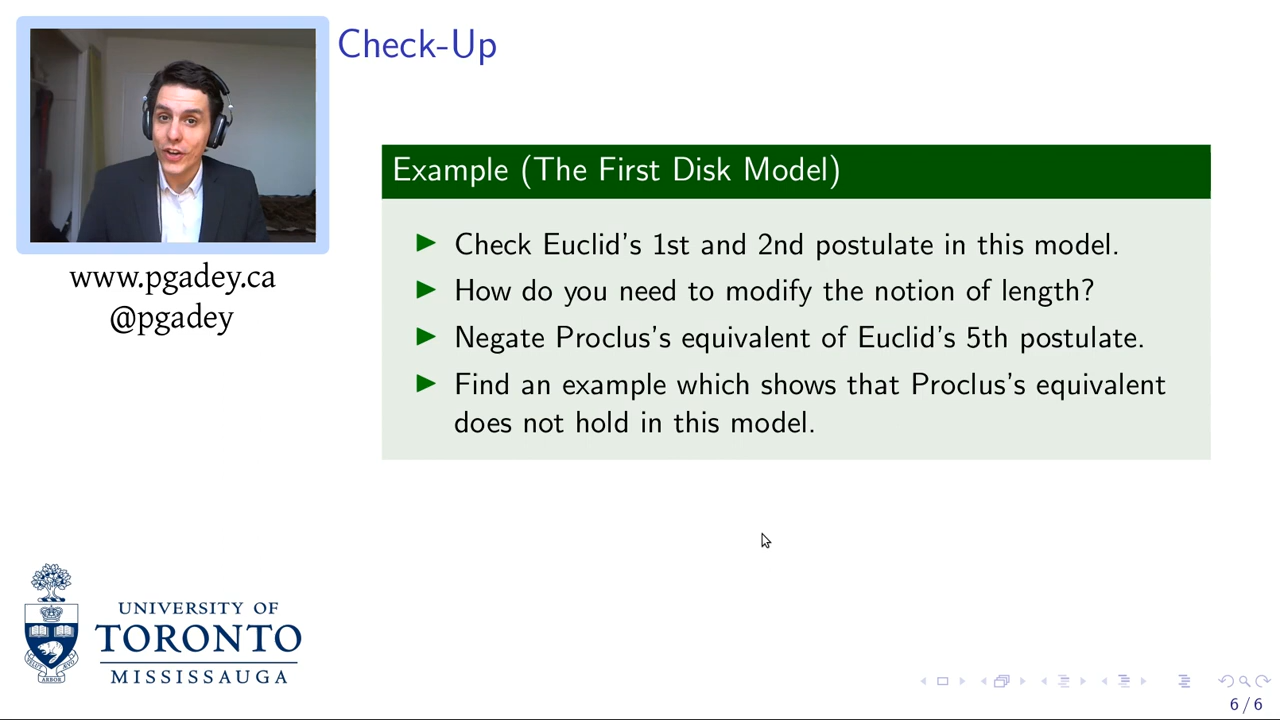 Check-Up
www.pgadey.ca
@pgadey
Example (The First Disk Model)
Check Euclid's 1st and 2nd postulate in this model.
How do you need to modify the notion of length?
Negate Proclus's equivalent of Euclid's 5th postulate.
Find an example which shows that Proclus's equivalent
does not hold in this model.
UNIVERSITY OF
TORONTO
MISSISSAUGA
6 / 6